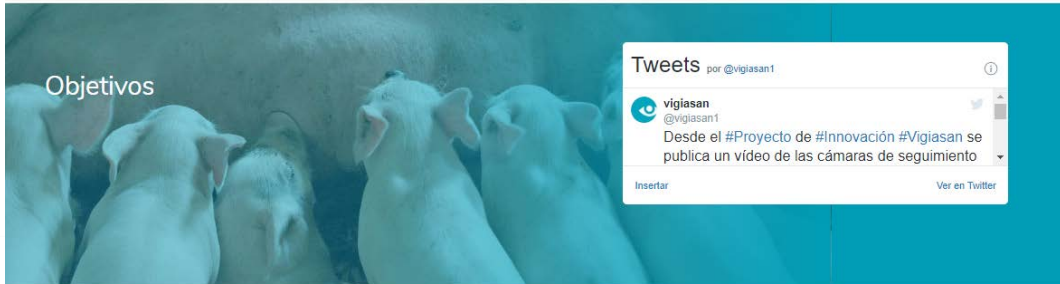 Objetivos
Tweets por @vigiasan1
vigiasan
@vigiasan1
Desde el #Proyecto de #Innovación #Vigiasan se
publica un vídeo de las cámaras de seguimiento
Insertar
Ver en Twitter